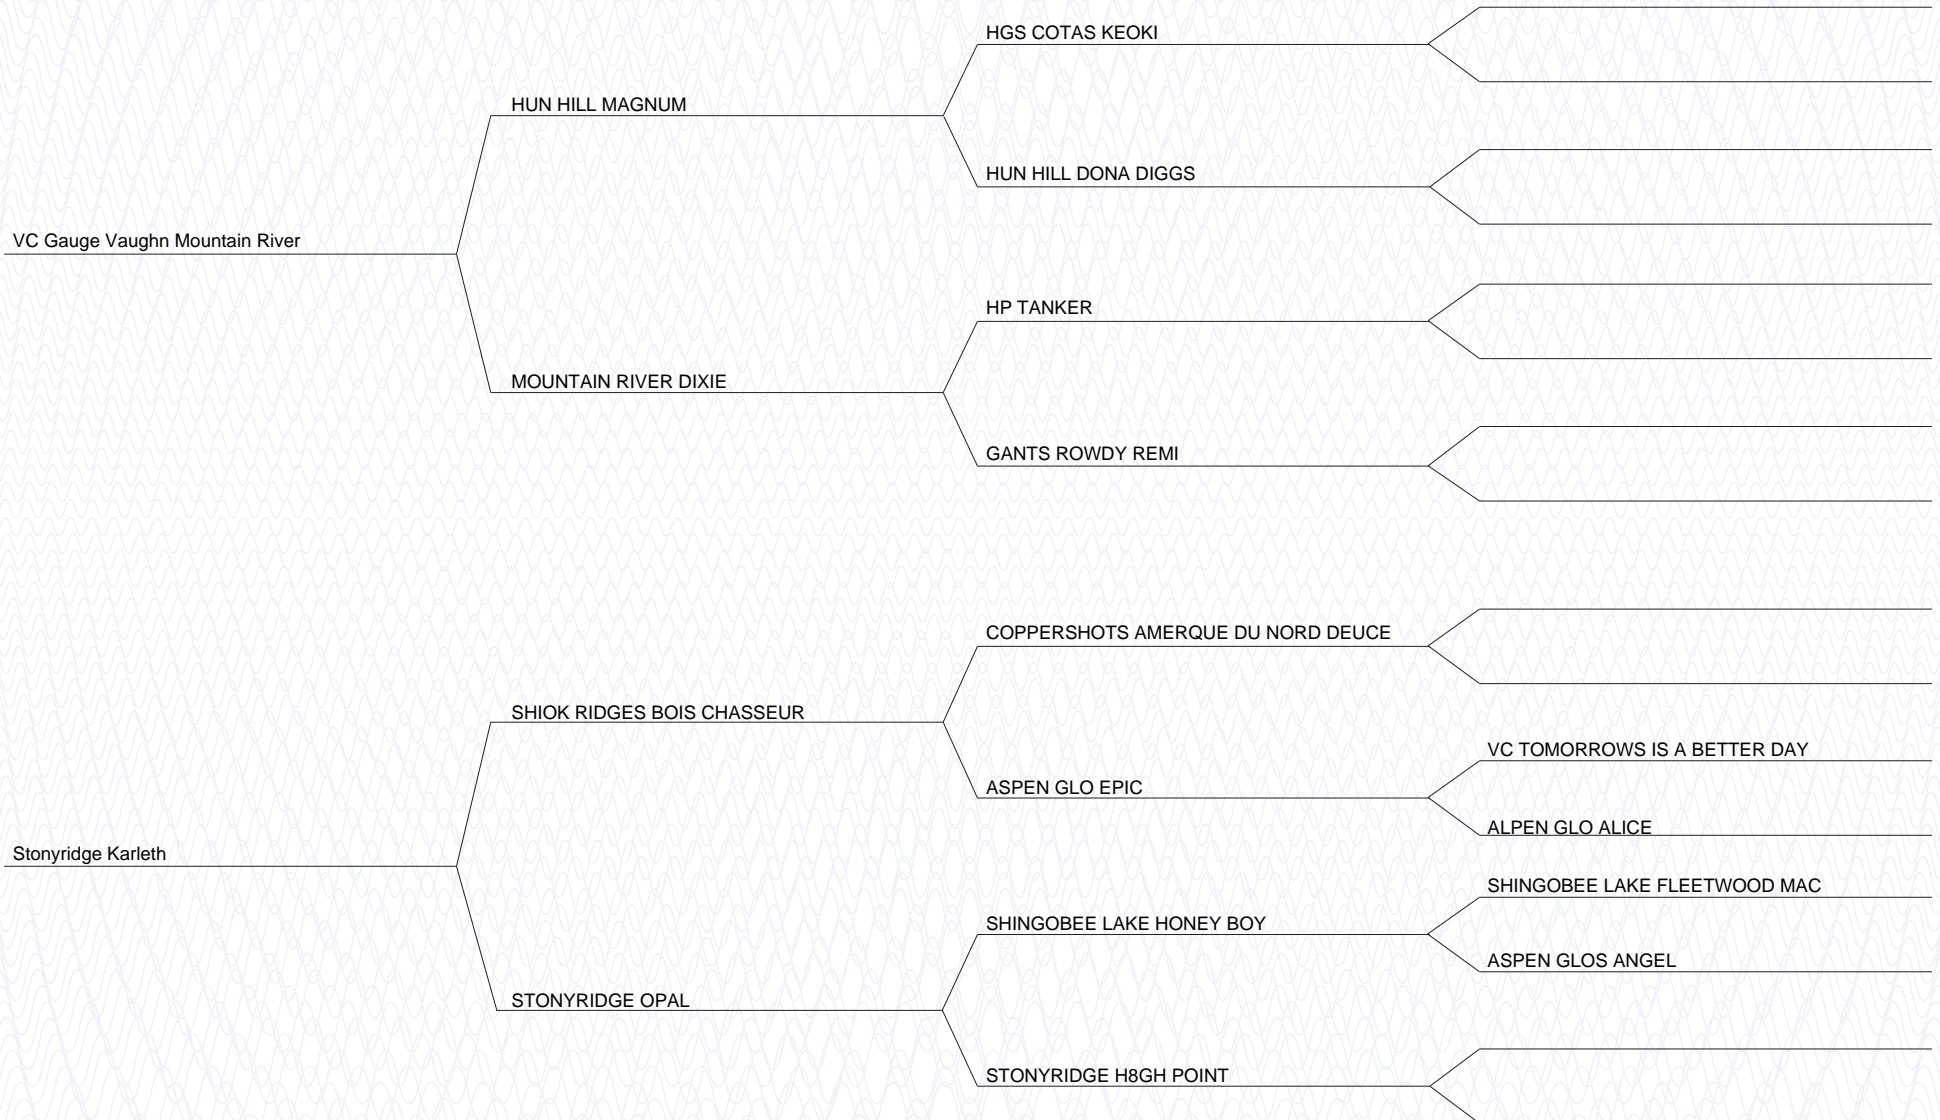 HGS COTAS KEOKI
HUN HILL MAGNUM
HUN HILL DONA DIGGS
VC Gauge Vaughn Mountain River
HP TANKER
MOUNTAIN RIVER DIXIE
GANTS ROWDY REMI
COPPERSHOTS AMERQUE DU NORD DEUCE
SHIOK RIDGES BOIS CHASSEUR
VC TOMORROWS IS A BETTER DAY
ASPEN GLO EPIC
ALPEN GLO ALICE
Stonyridge Karleth
SHINGOBEE LAKE FLEETWOOD MAC
SHINGOBEE LAKE HONEY BOY
ASPEN GLOS ANGEL
STONYRIDGE OPAL
STONYRIDGE H8GH POINT